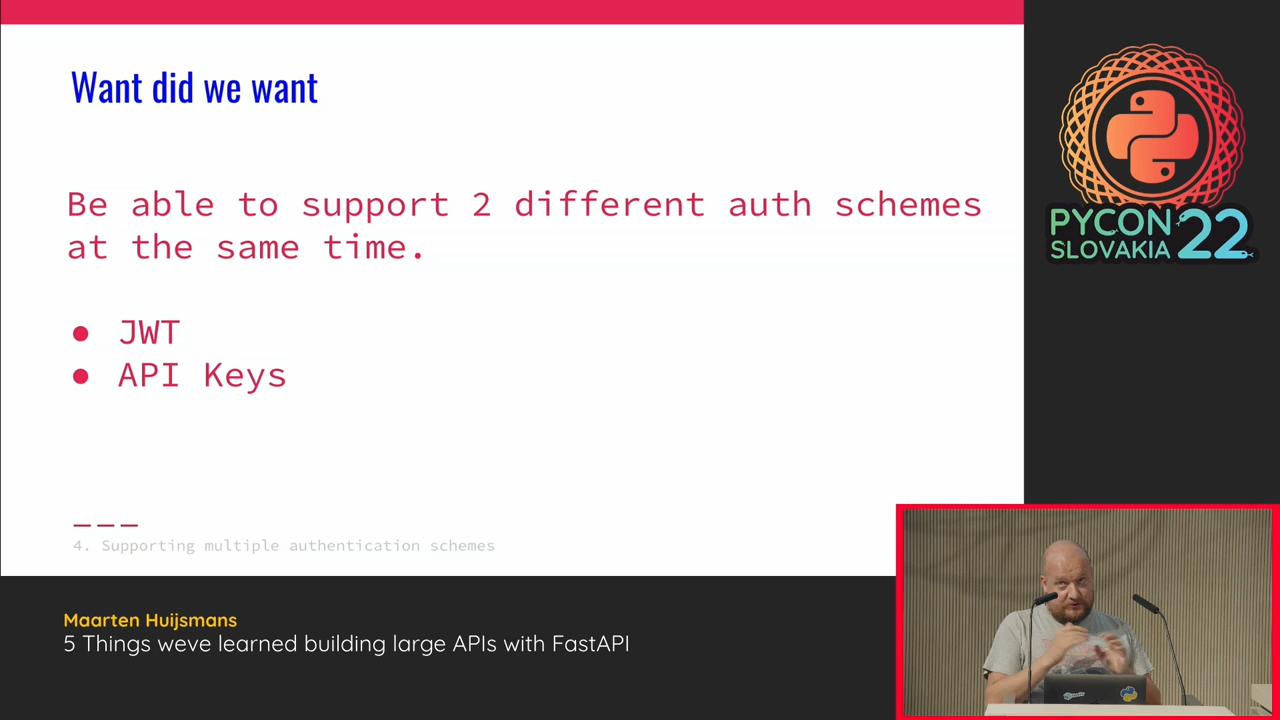 Want did we want
Be able to support 2 different auth schemes
at the same time.
● JWT
● API Keys
———
4. Supporting multiple authentication schemes
PYCON
SLOVAKIA 22
Maarten Huijsmans
5 Things weve learned building large APIs with FastAPI